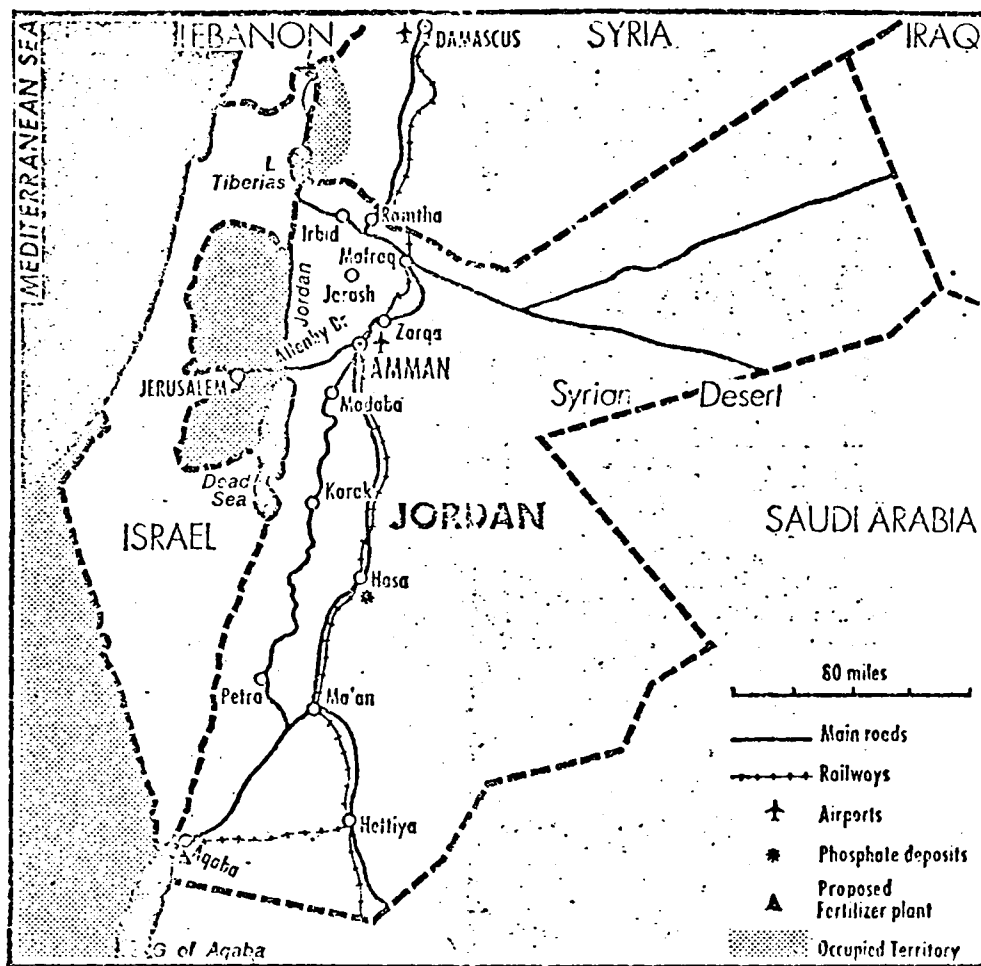 LEBANON
DAMASCUS
SYRIA
IRAQ
MEDITERRANEAN SEA
L
Tiberias
Ramtha
Irbid
Mafraq
Jordan
Jerash
Allenby Br
Zarqa
AMMAN
JERUSALEM
Madaba
Syrian Desert
Dead
Sea
Karak
JORDAN
ISRAEL
SAUDI ARABIA
Hasa
80 miles
Petra
Ma'an
Main roads
Railways
Hettiya
Airports
Aqaba
Phosphate deposits
Proposed
Fertilizer plant
G of Aqaba
Occupied Territory